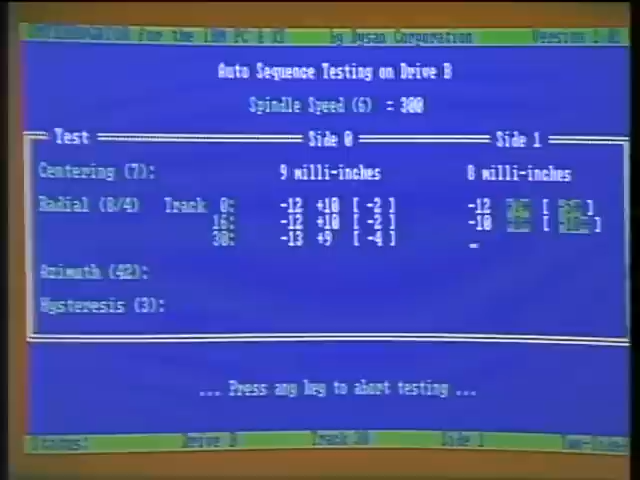 for the IBM PC & XT by Dysan Corporation Version
Auto Sequence Testing on Drive B
Spindle Speed (6) = 300
Test Side 0 Side 1
Centering (7): 9 milli-inches 8 milli-inches
Radial (8/4) Track 0: -12 +10 [ -2 ] -12 [ ]
16: -12 +10 [ -2 ] -10 [ ]
30: -13 +9 [ -4 ]
Azimuth (42):
Hysteresis (3):
... Press any key to abort testing ...
Status: Drive B Track 30 Side 1